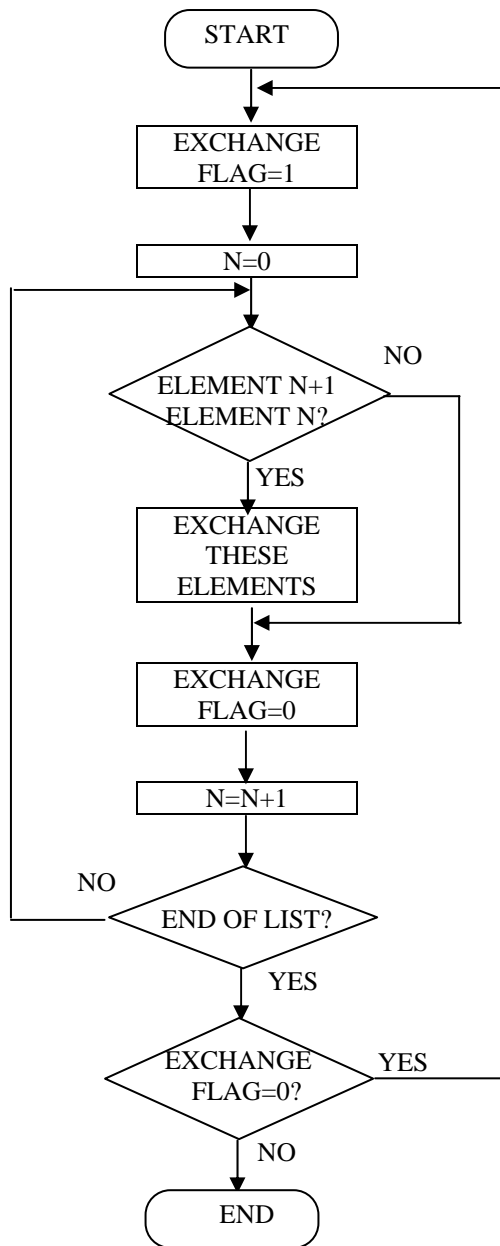 START
EXCHANGE
FLAG=1
N=0
NO
ELEMENT N+1
ELEMENT N?
YES
EXCHANGE
THESE
ELEMENTS
EXCHANGE
FLAG=0
N=N+1
NO
END OF LIST?
YES
EXCHANGE
FLAG=0?
YES
NO
END